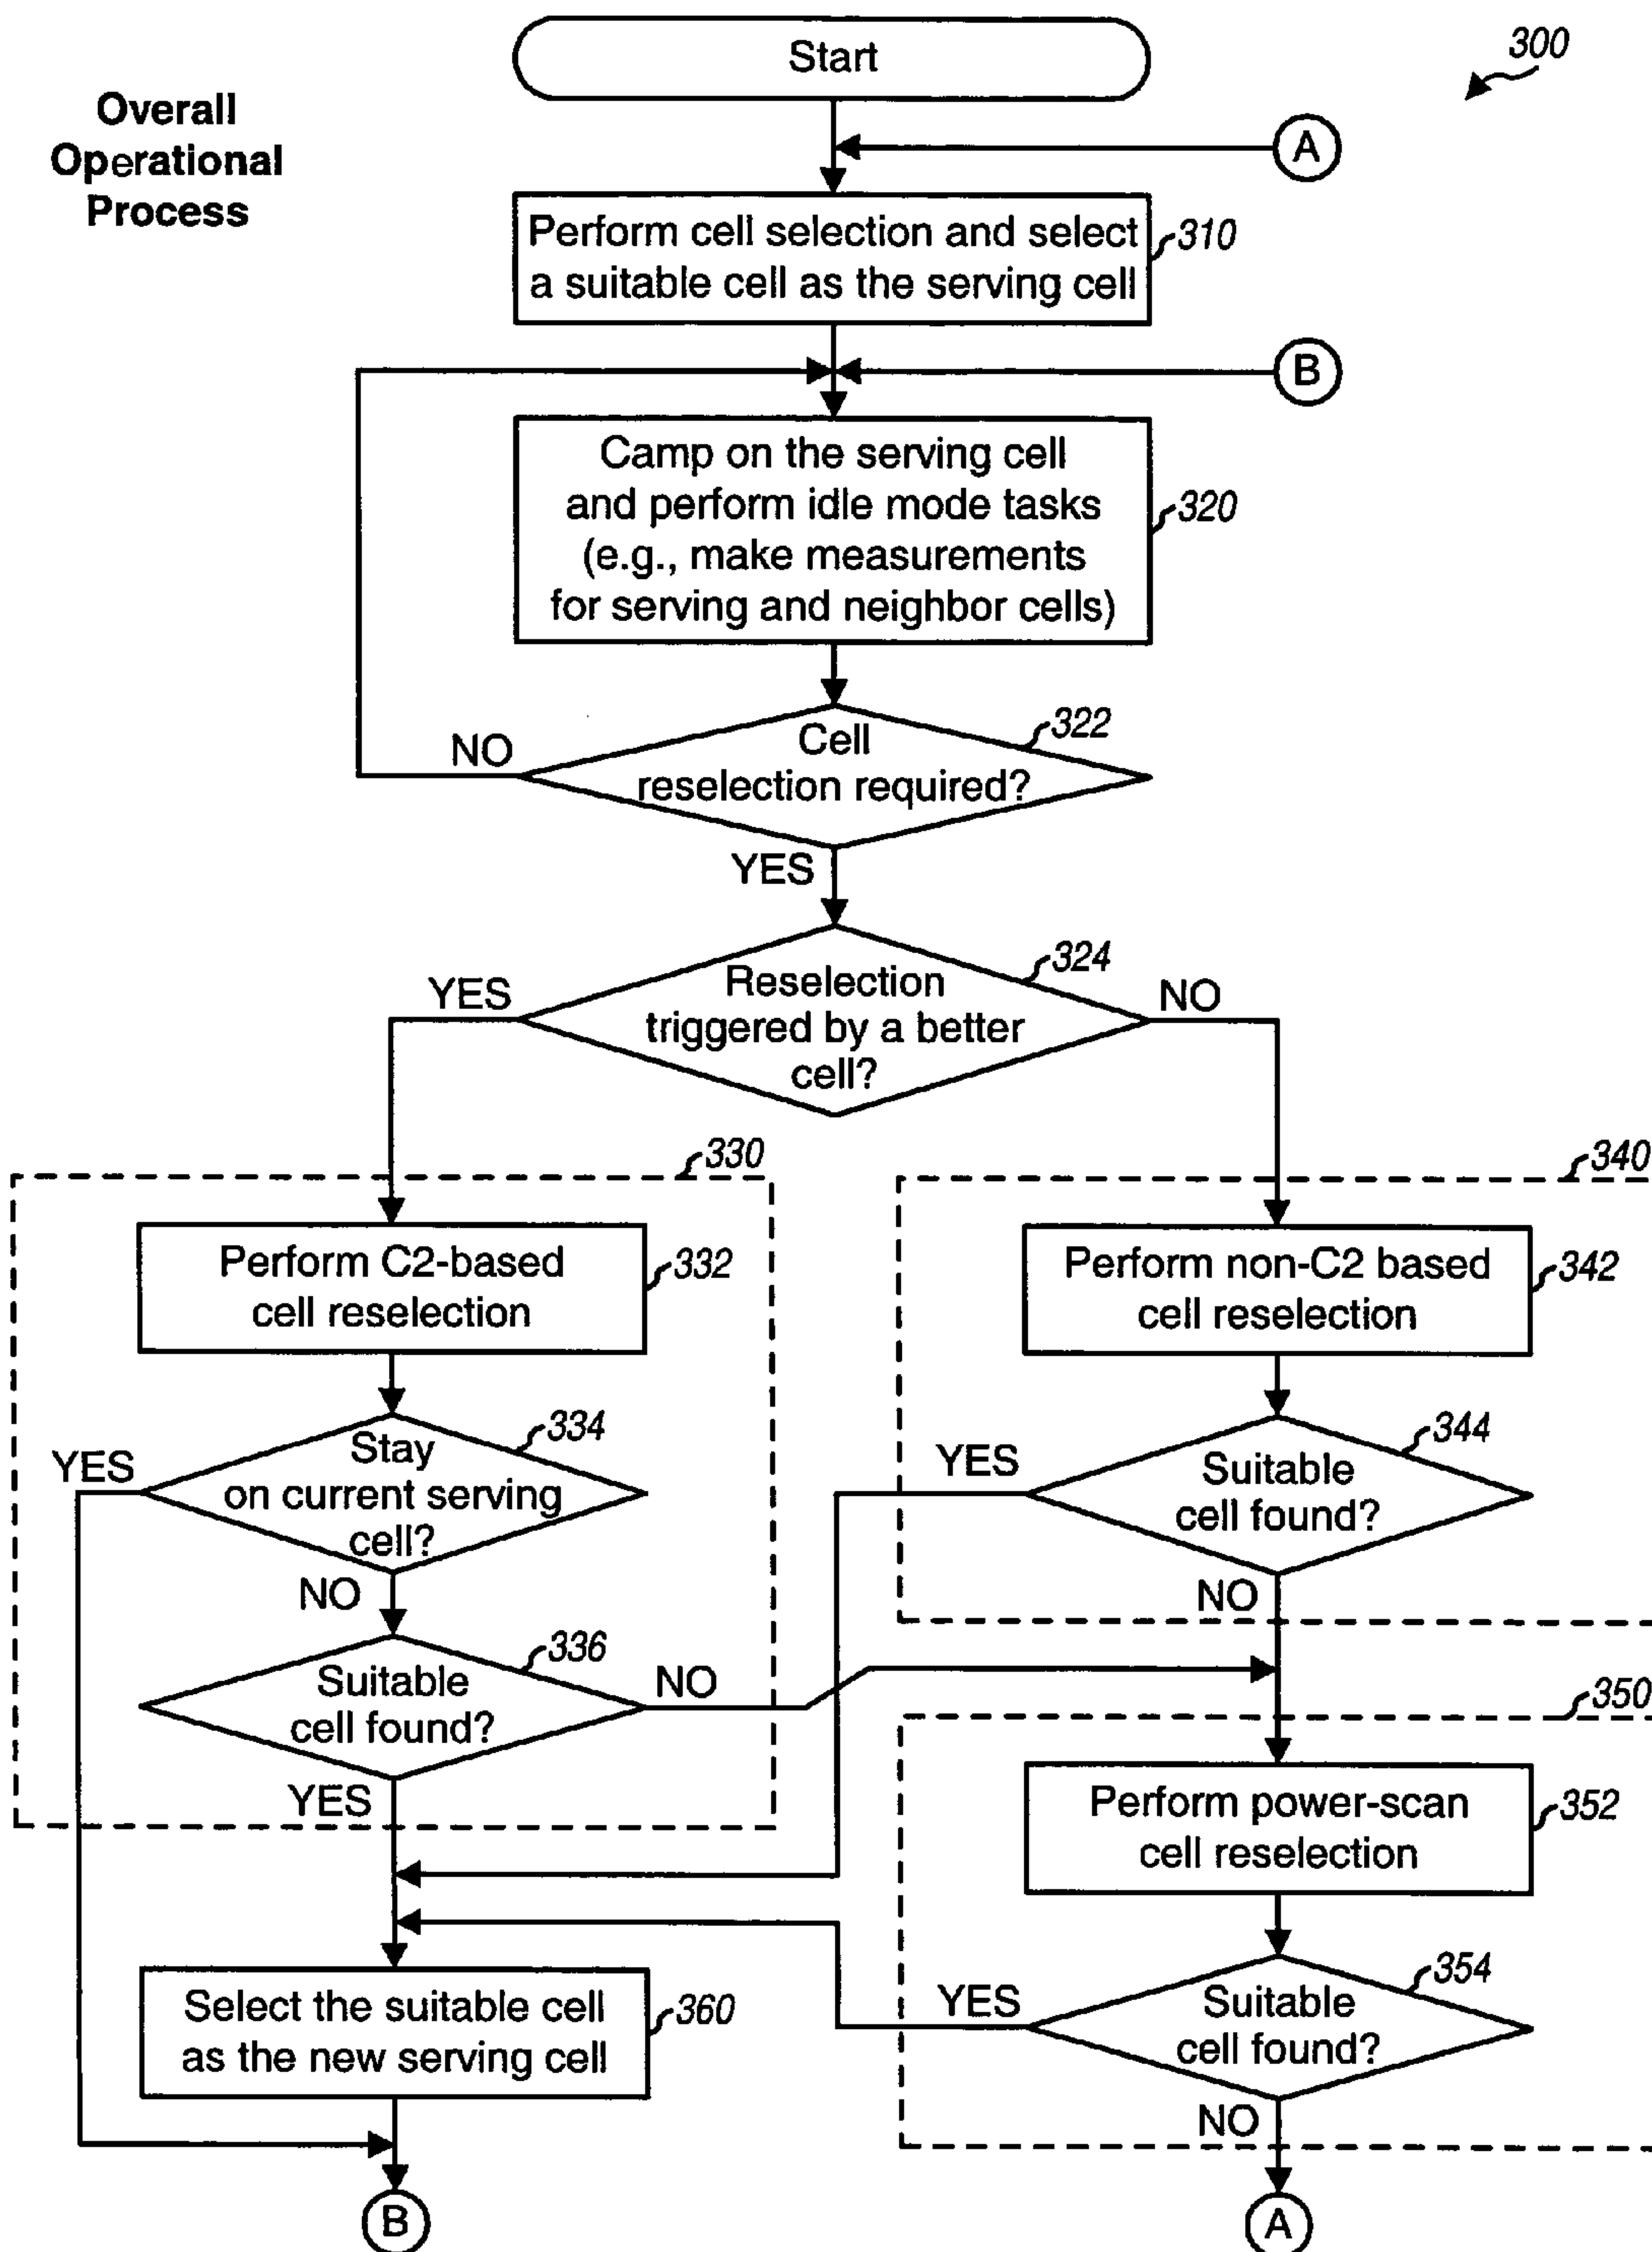 Start
300
Overall
Operational
Process
A
Perform cell selection and select
a suitable cell as the serving cell
310
B
Camp on the serving cell
and perform idle mode tasks
(e.g., make measurements
for serving and neighbor cells)
320
322
Cell
reselection required?
NO
YES
324
Reselection
triggered by a better
cell?
YES
NO
330
340
Perform C2-based
cell reselection
332
Perform non-C2 based
cell reselection
342
334
Stay
on current serving
cell?
YES
NO
344
Suitable
cell found?
YES
NO
336
Suitable
cell found?
NO
YES
350
Perform power-scan
cell reselection
352
354
Suitable
cell found?
YES
NO
Select the suitable cell
as the new serving cell
360
B
A